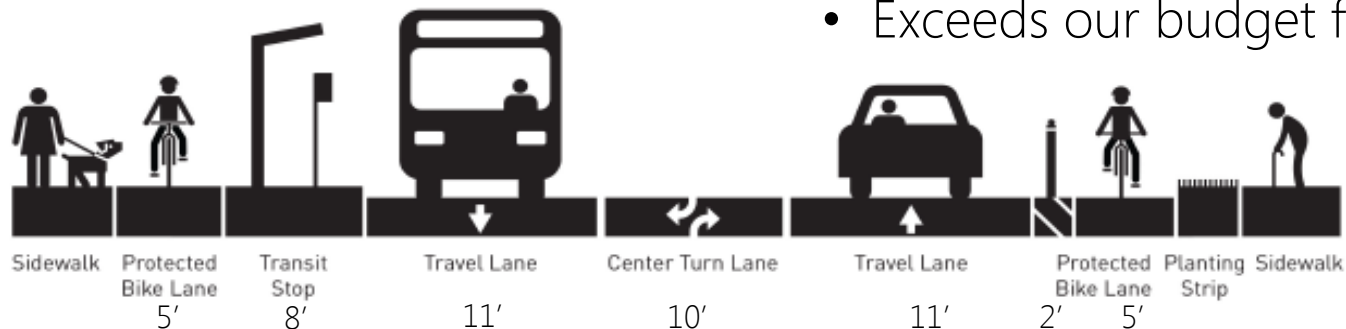 • Exceeds our budget f
Sidewalk Protected Bike Lane Transit Stop Travel Lane Center Turn Lane Travel Lane Protected Bike Lane Planting Strip Sidewalk
5' 8' 11' 10' 11' 2' 5'